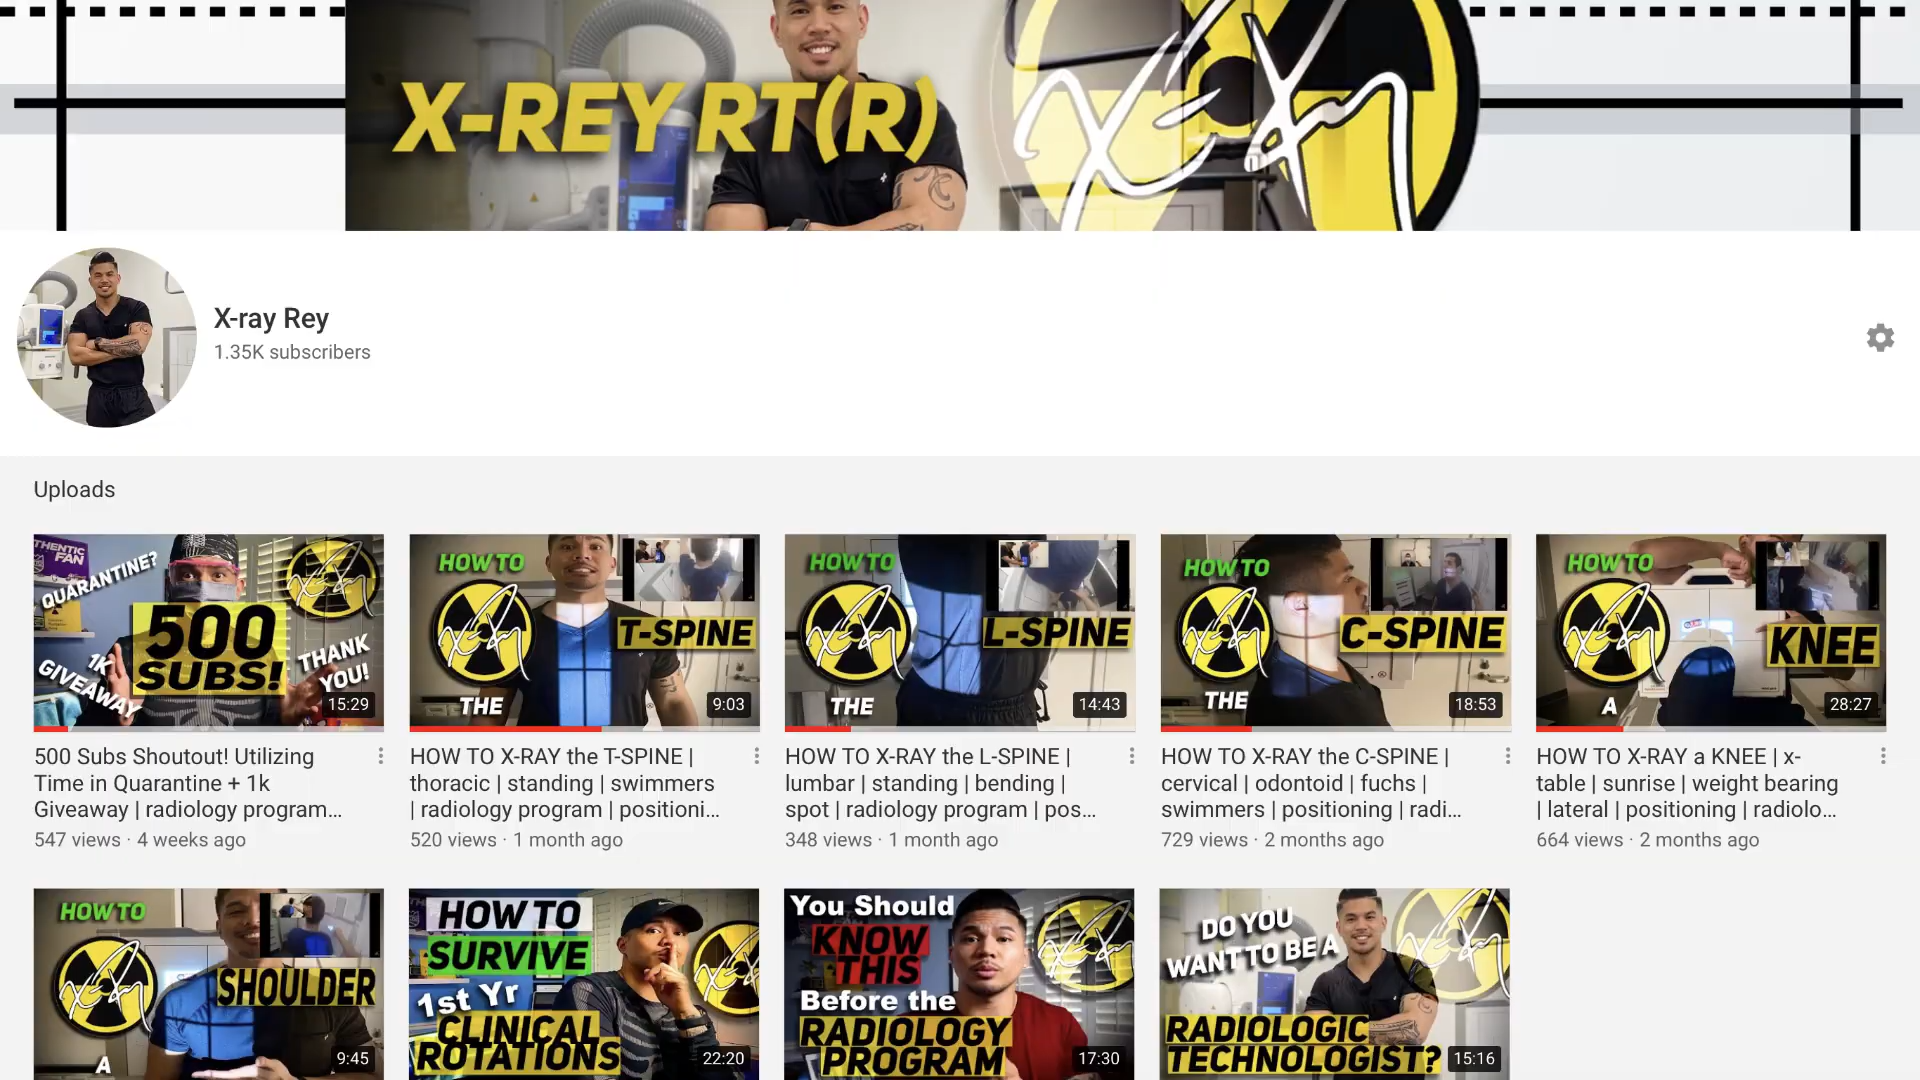 X-REY RT(R)
X-Rey
X-ray Rey
1.35K subscribers
Uploads
THENTIC
FAN
QUARANTINE?
500
SUBS!
1K
GIVEAWAY
THANK
YOU!
15:29
500 Subs Shoutout! Utilizing
Time in Quarantine + 1k
Giveaway | radiology program...
547 views · 4 weeks ago
HOW TO
X-Rey
T-SPINE
THE
9:03
HOW TO X-RAY the T-SPINE |
thoracic | standing | swimmers
| radiology program | positioni...
520 views · 1 month ago
HOW TO
X-Rey
L-SPINE
THE
14:43
HOW TO X-RAY the L-SPINE |
lumbar | standing | bending |
spot | radiology program | pos...
348 views · 1 month ago
HOW TO
X-Rey
C-SPINE
THE
18:53
HOW TO X-RAY the C-SPINE |
cervical | odontoid | fuchs |
swimmers | positioning | radi...
729 views · 2 months ago
HOW TO
X-Rey
KNEE
A
28:27
HOW TO X-RAY a KNEE | x-
table | sunrise | weight bearing
| lateral | positioning | radiolo...
664 views · 2 months ago
HOW TO
X-Rey
SHOULDER
A
9:45
HOW TO
SURVIVE
1st Yr
CLINICAL
ROTATIONS
22:20
You Should
KNOW
THIS
Before the
RADIOLOGY
PROGRAM
17:30
DO YOU
WANT TO BE A
RADIOLOGIC
TECHNOLOGIST?
15:16